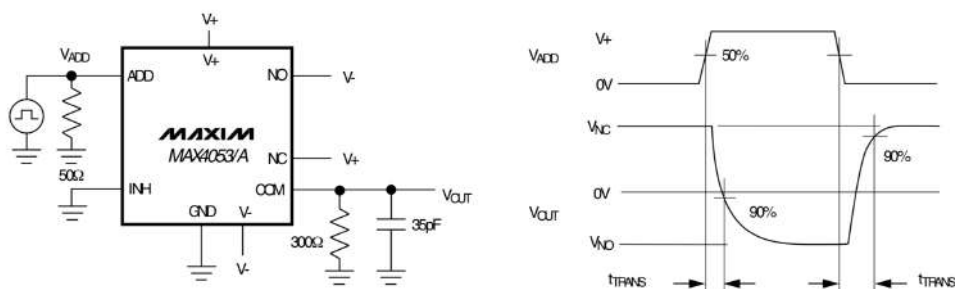 V+
VADD
V+
ADD
NO
V-
50Ω
MAXIM
MAX4053/A
NC
V+
INH
COM
VOUT
GND
V-
300Ω
35pF
V-
V+
VADD
50%
0V
VNC
90%
0V
VOUT
90%
VNO
tTRANS
tTRANS